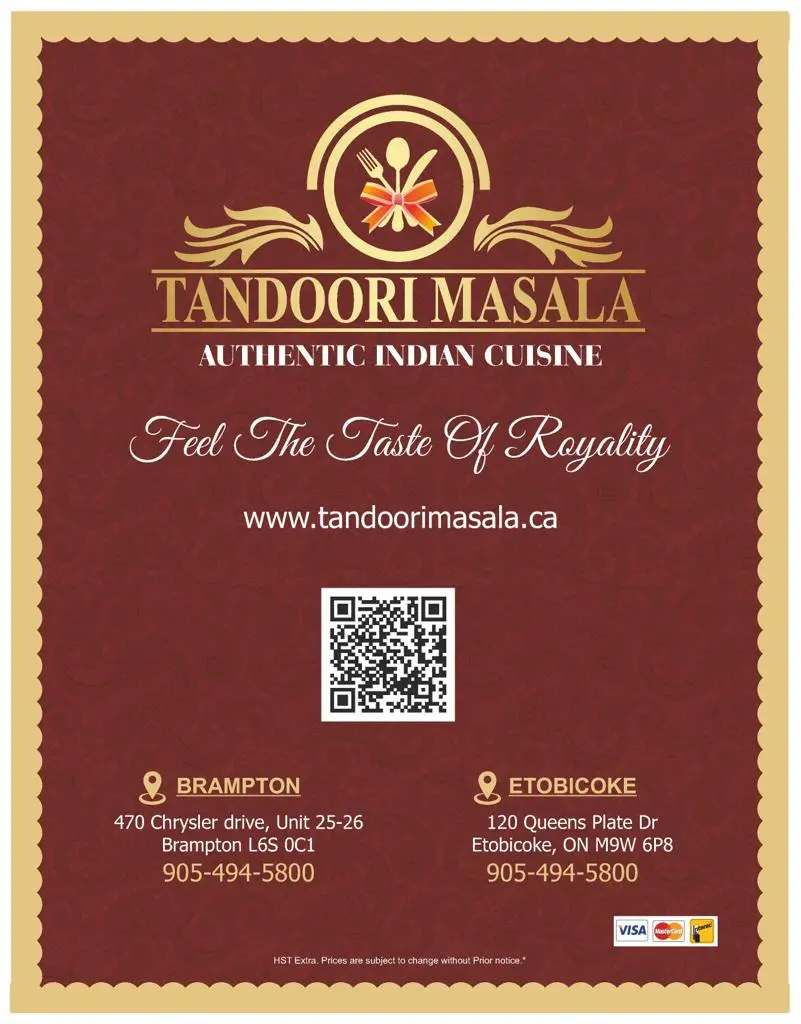 TANDOORI MASALA
AUTHENTIC INDIAN CUISINE
Feel The Taste Of Royality
www.tandoorimasala.ca
BRAMPTON
470 Chrysler drive, Unit 25-26
Brampton L6S 0C1
905-494-5800
ETOBICOKE
120 Queens Plate Dr
Etobicoke, ON M9W 6P8
905-494-5800
VISA MasterCard Interac
HST Extra. Prices are subject to change without Prior notice.*